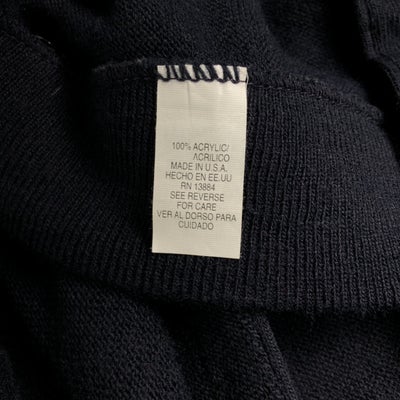 100% ACRYLIC/
ACRILICO
MADE IN U.S.A.
HECHO EN EE.UU
RN 13884
SEE REVERSE
FOR CARE
VER AL DORSO PARA
CUIDADO